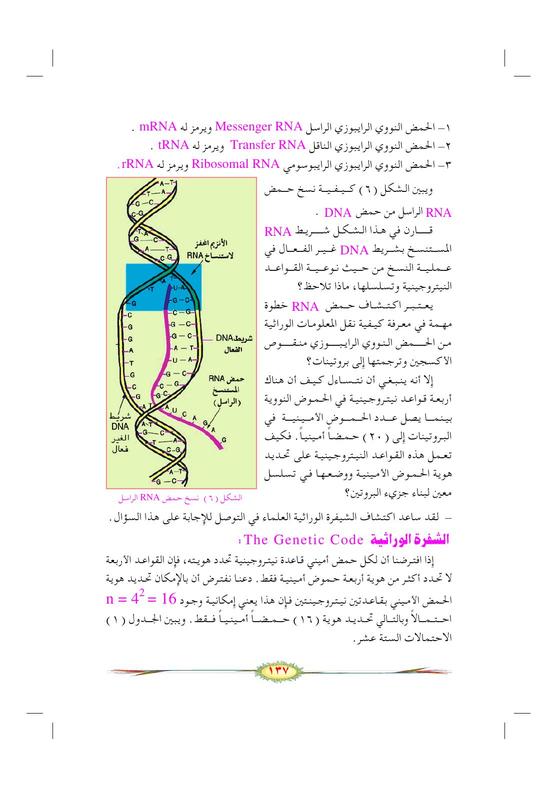 ١– الحمض النووي الرايبوزي الراسل Messenger RNA ويرمز له mRNA .
٢– الحمض النووي الرايبوزي الناقل Transfer RNA ويرمز له tRNA .
٣– الحمض النووي الرايبوزي الرايبوسومي Ribosomal RNA ويرمز له rRNA.
ويبين الشكل ( ٦ ) كيفية نسخ حمض
RNA الراسل من حمض DNA .
قارن في هذا الشكل شريط RNA
المستنسخ بشريط DNA غير الفعال في
عملية النسخ من حيث نوعية القواعد
النيتروجينية وتسلسلها، ماذا تلاحظ؟
يعتبر اكتشاف حمض RNA خطوة
مهمة في معرفة كيفية نقل المعلومات الوراثية
من الحمض النووي الرايبوزي منقوص
الاكسجين وترجمتها إلى بروتينات؟
إلا أنه ينبغي أن نتساءل كيف أن هناك
أربعة قواعد نيتروجينية في الحموض النووية
بينما يصل عدد الحموض الأمينية في
البروتينات إلى ( ٢٠ ) حمضاً أمينياً. فكيف
تعمل هذه القواعد النيتروجينية على تحديد
هوية الحموض الأمينية ووضعها في تسلسل
معين لبناء جزيء البروتين؟
الأنزيم المحفز
لاستنساخ RNA
شريط DNA
الفعال
حمض RNA
المستنسخ
(الراسل)
شريط
DNA
الغير
فعال
الشكل ( ٦ ) نسخ حمض RNA الراسل
– لقد ساعد اكتشاف الشيفرة الوراثية العلماء في التوصل للإجابة على هذا السؤال.
الشفرة الوراثية The Genetic Code :
إذا افترضنا أن لكل حمض أميني قاعدة نيتروجينية تحدد هويته، فإن القواعد الأربعة
لا تحدد أكثر من هوية أربعة حموض أمينية فقط. دعنا نفترض أن بالإمكان تحديد هوية
الحمض الأميني بقاعدتين نيتروجينتين فإن هذا يعني إمكانية وجود n = 4² = 16
احتمالاً وبالتالي تحديد هوية ( ١٦ ) حمضاً أمينياً فقط. ويبين الجدول ( ١ )
الاحتمالات الستة عشر.
١٣٧